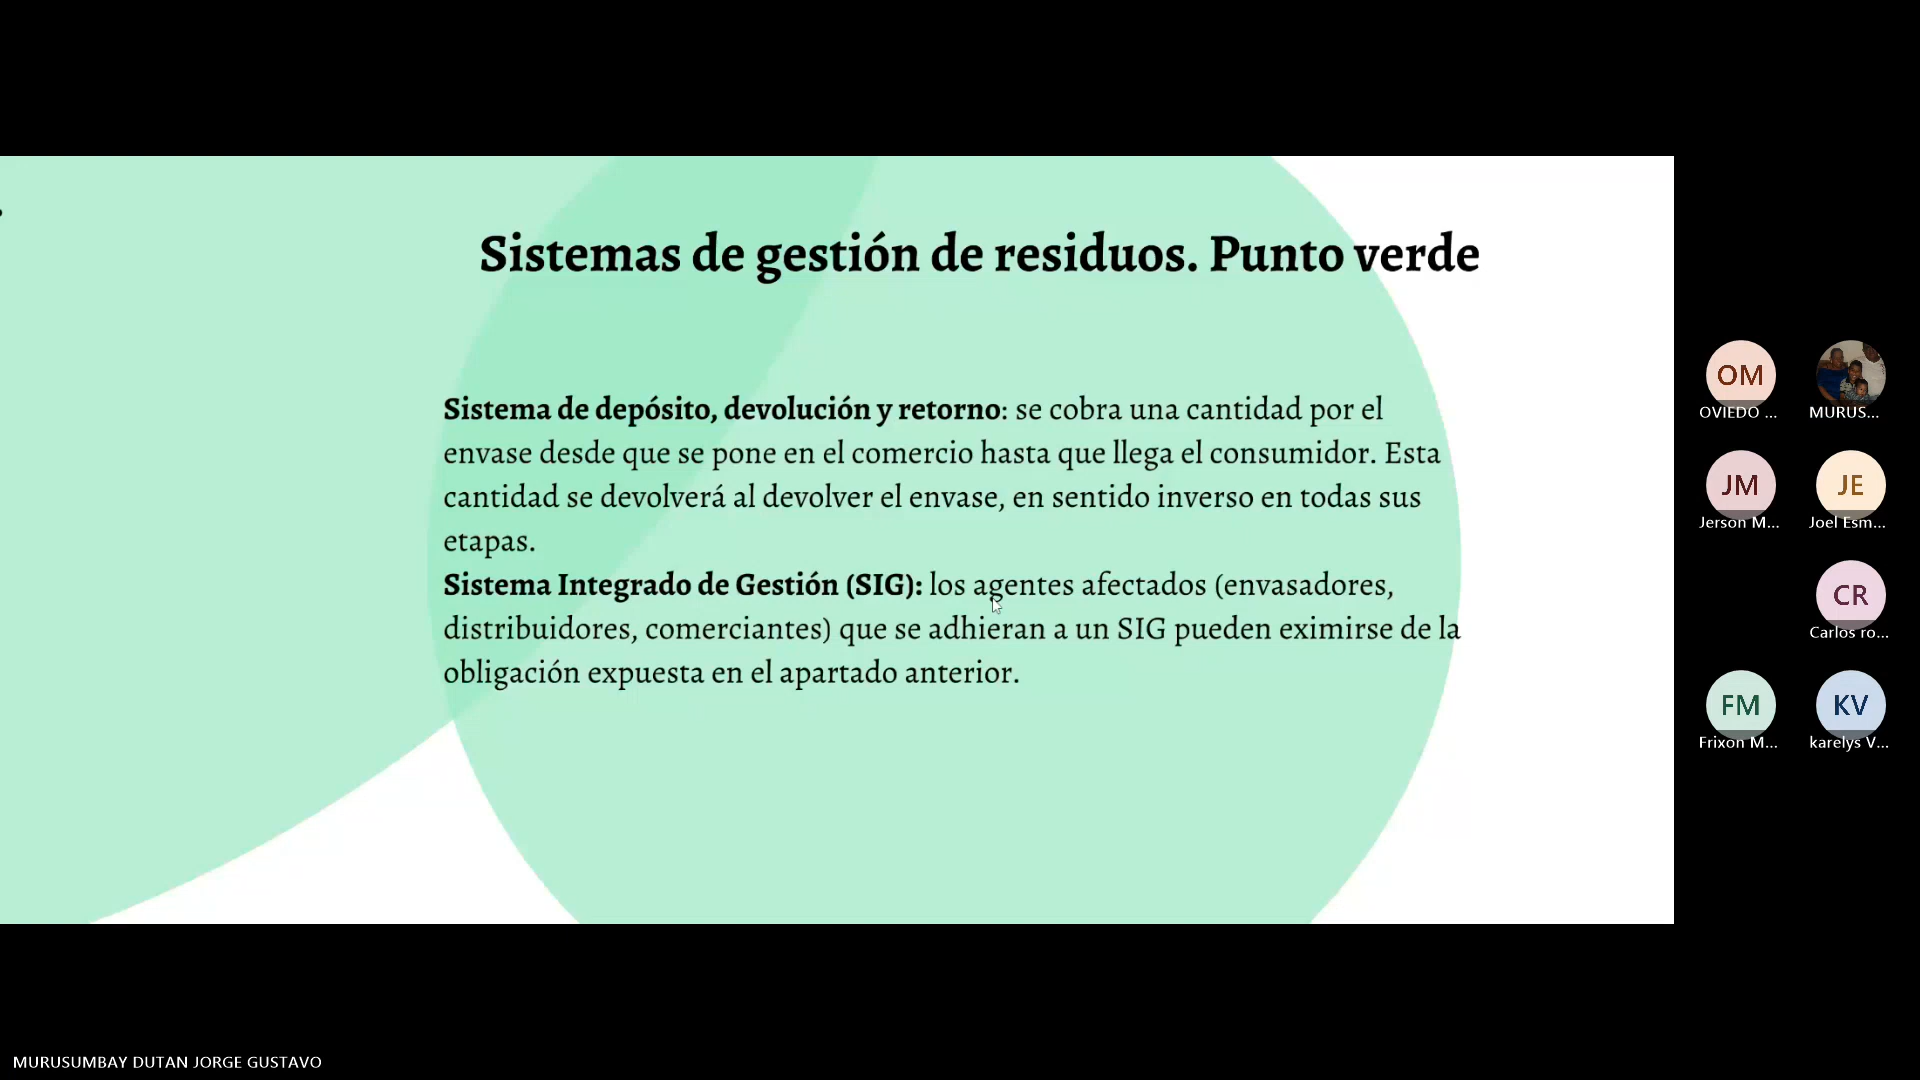 Sistemas de gestión de residuos. Punto verde
Sistema de depósito, devolución y retorno: se cobra una cantidad por el
envase desde que se pone en el comercio hasta que llega el consumidor. Esta
cantidad se devolverá al devolver el envase, en sentido inverso en todas sus
etapas.
Sistema Integrado de Gestión (SIG): los agentes afectados (envasadores,
distribuidores, comerciantes) que se adhieran a un SIG pueden eximirse de la
obligación expuesta en el apartado anterior.
OM
OVIEDO ...
MURUS...
JM
Jerson M...
JE
Joel Esm...
CR
Carlos ro...
FM
Frixon M...
KV
karelys V...
MURUSUMBAY DUTAN JORGE GUSTAVO